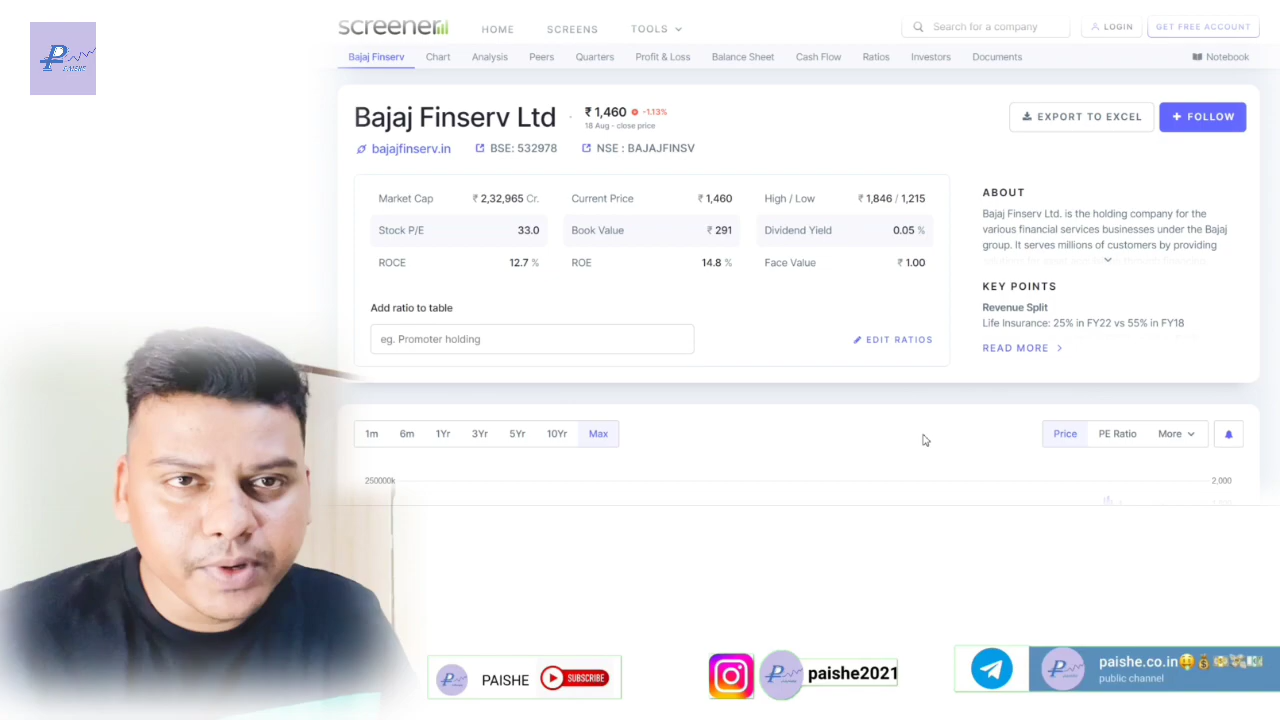 PAISHE
screener
HOME
SCREENS
TOOLS
Search for a company
LOGIN
GET FREE ACCOUNT
Bajaj Finserv
Chart
Analysis
Peers
Quarters
Profit & Loss
Balance Sheet
Cash Flow
Ratios
Investors
Documents
Notebook
Bajaj Finserv Ltd
₹ 1,460 -1.13%
18 Aug - close price
EXPORT TO EXCEL
+ FOLLOW
bajajfinserv.in
BSE: 532978
NSE : BAJAJFINSV
Market Cap ₹ 2,32,965 Cr.
Current Price ₹ 1,460
High / Low ₹ 1,846 / 1,215
Stock P/E 33.0
Book Value ₹ 291
Dividend Yield 0.05 %
ROCE 12.7 %
ROE 14.8 %
Face Value ₹ 1.00
Add ratio to table
eg. Promoter holding
EDIT RATIOS
ABOUT
Bajaj Finserv Ltd. is the holding company for the
various financial services businesses under the Bajaj
group. It serves millions of customers by providing
KEY POINTS
Revenue Split
Life Insurance: 25% in FY22 vs 55% in FY18
READ MORE
1m
6m
1Yr
3Yr
5Yr
10Yr
Max
Price
PE Ratio
More
250000k
2,000
PAISHE
SUBSCRIBE
paishe2021
paishe.co.in
public channel